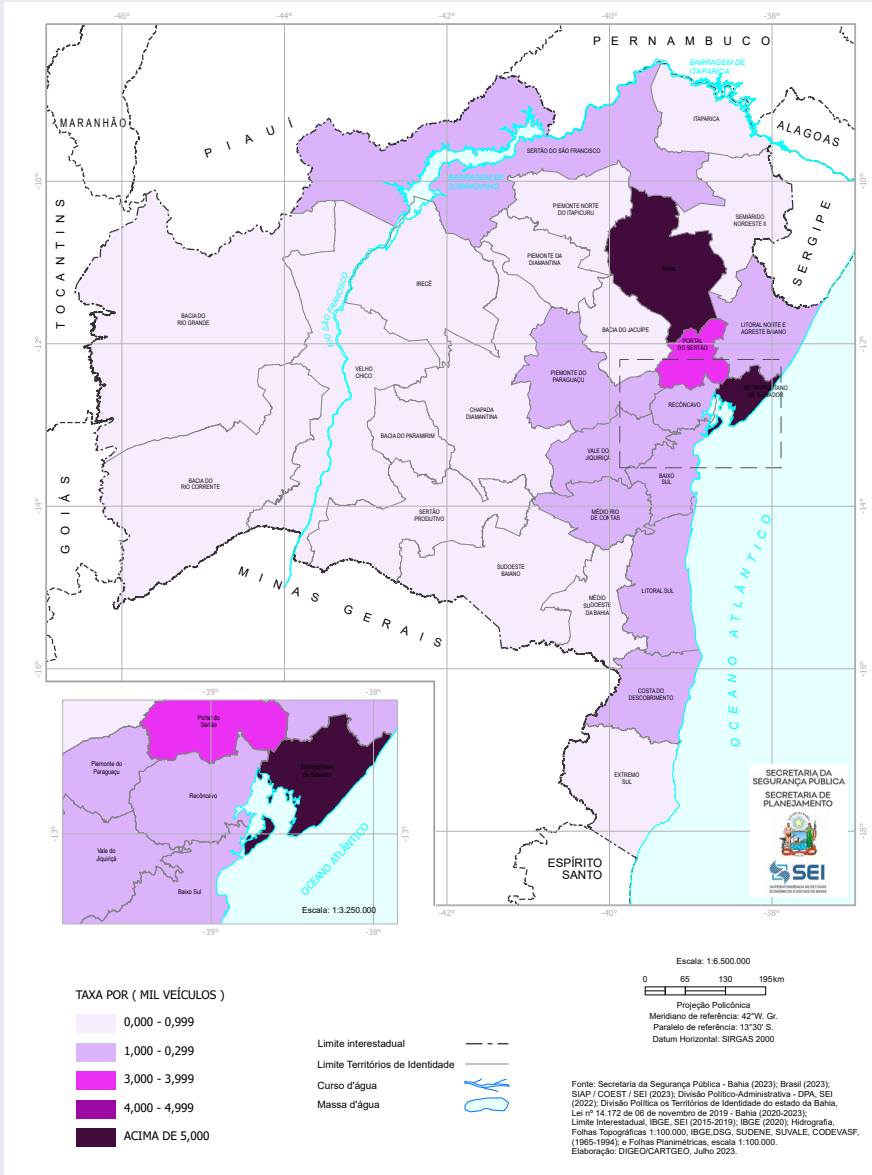 -46°
-44°
-42°
-40°
-38°
PERNAMBUCO
BARRAGEM DE
ITAPARICA
ITAPARICA
MARANHÃO
PIAUÍ
ALAGOAS
SERTÃO DO SÃO FRANCISCO
BARRAGEM DE
SOBRADINHO
-10°
-10°
TOCANTINS
PIEMONTE NORTE
DO ITAPICURU
SEMIÁRIDO
NORDESTE II
SERGIPE
PIEMONTE DA
DIAMANTINA
SISAL
IRECÊ
RIO SÃO FRANCISCO
BACIA DO
RIO GRANDE
BACIA DO JACUÍPE
LITORAL NORTE E
AGRESTE BAIANO
PORTAL
DO SERTÃO
-12°
-12°
VELHO
CHICO
PIEMONTE DO
PARAGUAÇU
METROPOLITANO
DE SALVADOR
RECÔNCAVO
CHAPADA
DIAMANTINA
BACIA DO PARAMIRIM
VALE DO
JIQUIRIÇÁ
BACIA DO
RIO CORRENTE
BAIXO
SUL
GOIÁS
-14°
-14°
SERTÃO
PRODUTIVO
MÉDIO RIO
DE CONTAS
MINAS GERAIS
SUDOESTE
BAIANO
MÉDIO
SUDOESTE
DA BAHIA
LITORAL SUL
OCEANO ATLÂNTICO
-16°
-16°
COSTA DO
DESCOBRIMENTO
EXTREMO
SUL
-18°
ESPÍRITO
SANTO
-42°
-40°
-38°
SECRETARIA DA
SEGURANÇA PÚBLICA
SECRETARIA DE
PLANEJAMENTO
SEI
SUPERINTENDÊNCIA DE ESTUDOS
ECONÔMICOS E SOCIAIS DA BAHIA
-39°
-38°
Portal do
Sertão
Piemonte do
Paraguaçu
Metropolitano
de Salvador
Recôncavo
-13°
-13°
Vale do
Jiquiriçá
Baixo Sul
OCEANO ATLÂNTICO
Escala: 1:3.250.000
-39°
-38°
Escala: 1:6.500.000
0 65 130 195km
Projeção Policônica
Meridiano de referência: 42°W. Gr.
Paralelo de referência: 13°30' S.
Datum Horizontal: SIRGAS 2000
TAXA POR ( MIL VEÍCULOS )
0,000 - 0,999
1,000 - 0,299
3,000 - 3,999
4,000 - 4,999
ACIMA DE 5,000
Limite interestadual
Limite Territórios de Identidade
Curso d'água
Massa d'água
Fonte: Secretaria da Segurança Pública - Bahia (2023); Brasil (2023);
SIAP / COEST / SEI (2023); Divisão Político-Administrativa - DPA, SEI
(2022); Divisão Política os Territórios de Identidade do estado da Bahia,
Lei nº 14.172 de 06 de novembro de 2019 - Bahia (2020-2023);
Limite Interestadual, IBGE, SEI (2015-2019); IBGE (2020); Hidrografia,
Folhas Topográficas 1:100.000, IBGE,DSG, SUDENE, SUVALE, CODEVASF,
(1965-1994); e Folhas Planimétricas, escala 1:100.000.
Elaboração: DIGEO/CARTGEO, Julho 2023.